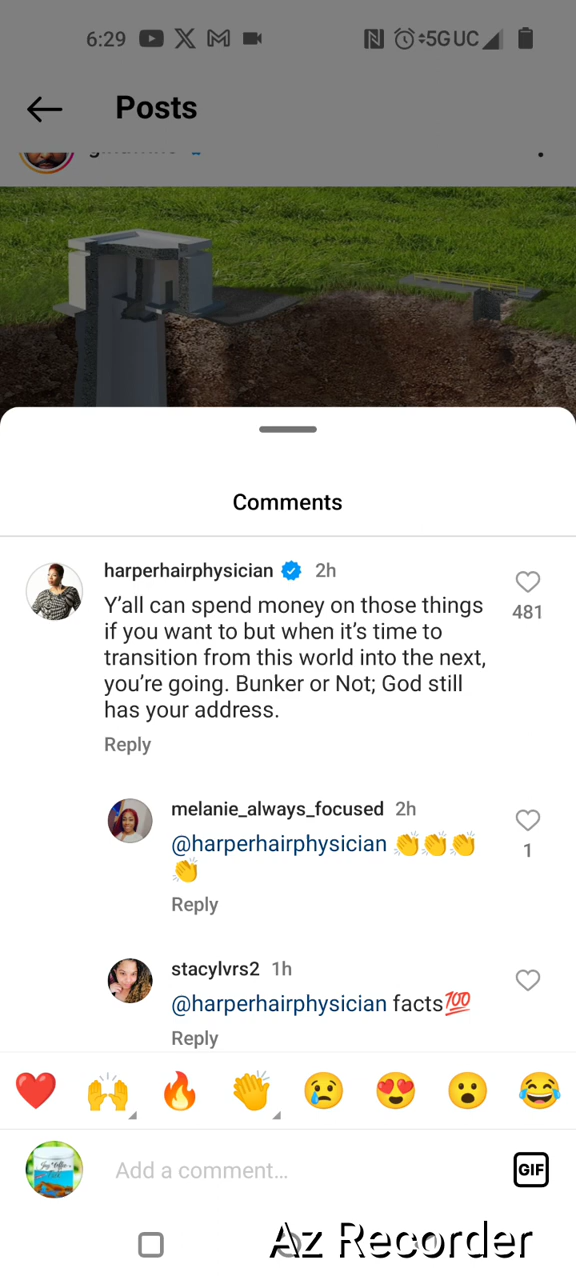 6:29
5G UC
Posts
Comments
harperhairphysician 2h
Y'all can spend money on those things
if you want to but when it's time to
transition from this world into the next,
you're going. Bunker or Not; God still
has your address.
481
Reply
melanie_always_focused 2h
@harperhairphysician 👏👏👏
👏
1
Reply
stacylvrs2 1h
@harperhairphysician facts💯
Reply
Add a comment...
GIF
Az Recorder